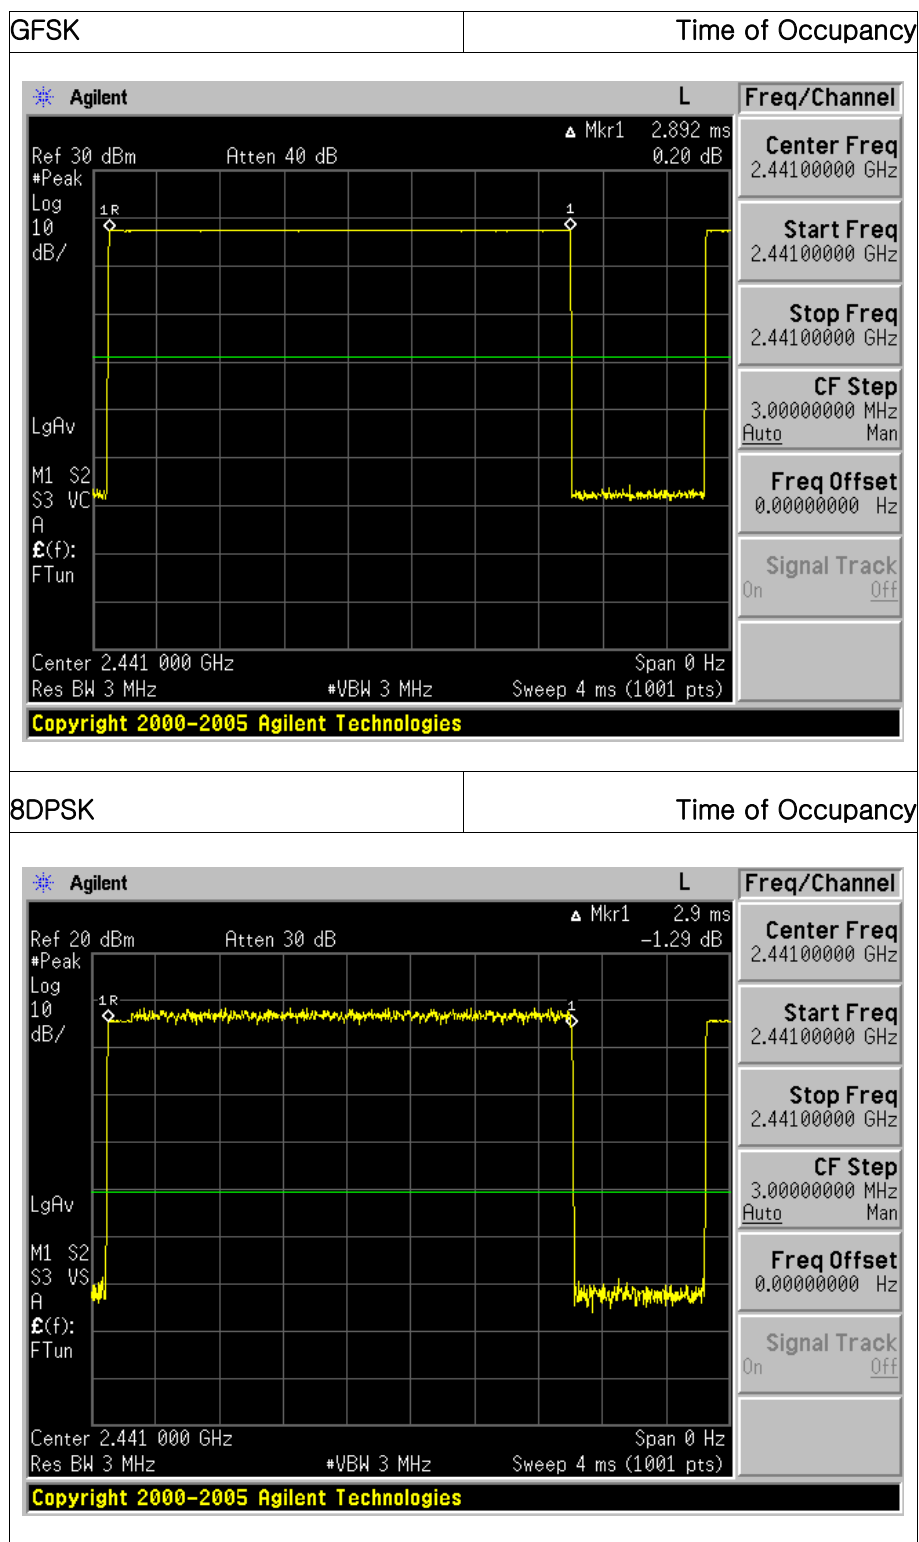 GFSK Time of Occupancy
Agilent L Freq/Channel
Δ Mkr1 2.892 ms
Ref 30 dBm Atten 40 dB 0.20 dB
#Peak
Log
10
dB/
1R
1
LgAv
M1 S2
S3 VC
A
£(f):
FTun
Center 2.441 000 GHz Span 0 Hz
Res BW 3 MHz #VBW 3 MHz Sweep 4 ms (1001 pts)
Copyright 2000-2005 Agilent Technologies
Center Freq
2.44100000 GHz
Start Freq
2.44100000 GHz
Stop Freq
2.44100000 GHz
CF Step
3.00000000 MHz
Auto Man
Freq Offset
0.00000000 Hz
Signal Track
On Off
8DPSK Time of Occupancy
Agilent L Freq/Channel
Δ Mkr1 2.9 ms
Ref 20 dBm Atten 30 dB -1.29 dB
#Peak
Log
10
dB/
1R
1
LgAv
M1 S2
S3 VS
A
£(f):
FTun
Center 2.441 000 GHz Span 0 Hz
Res BW 3 MHz #VBW 3 MHz Sweep 4 ms (1001 pts)
Copyright 2000-2005 Agilent Technologies
Center Freq
2.44100000 GHz
Start Freq
2.44100000 GHz
Stop Freq
2.44100000 GHz
CF Step
3.00000000 MHz
Auto Man
Freq Offset
0.00000000 Hz
Signal Track
On Off